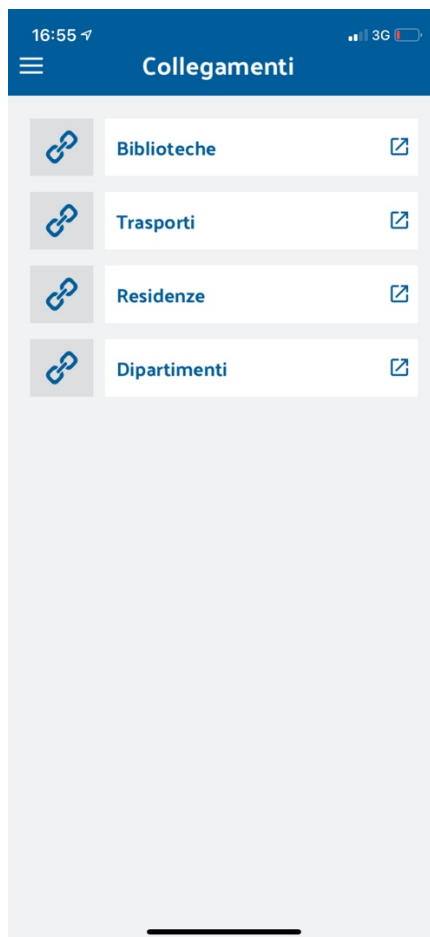 16:55
3G
Collegamenti
Biblioteche
Trasporti
Residenze
Dipartimenti